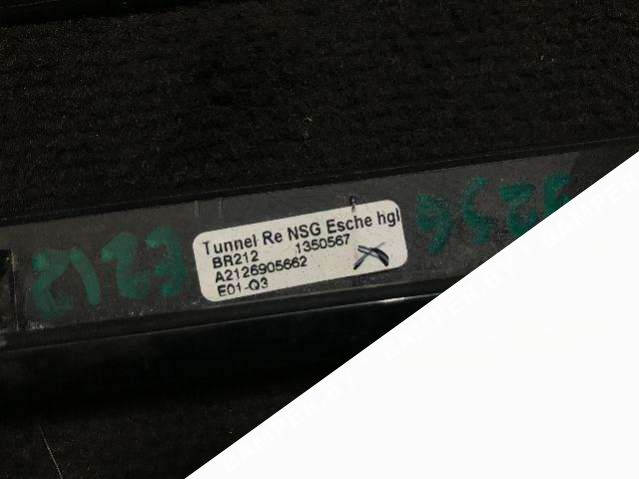 Tunnel Re NSG Esche hgl
BR212 1350567
A2126905662
E01-Q3